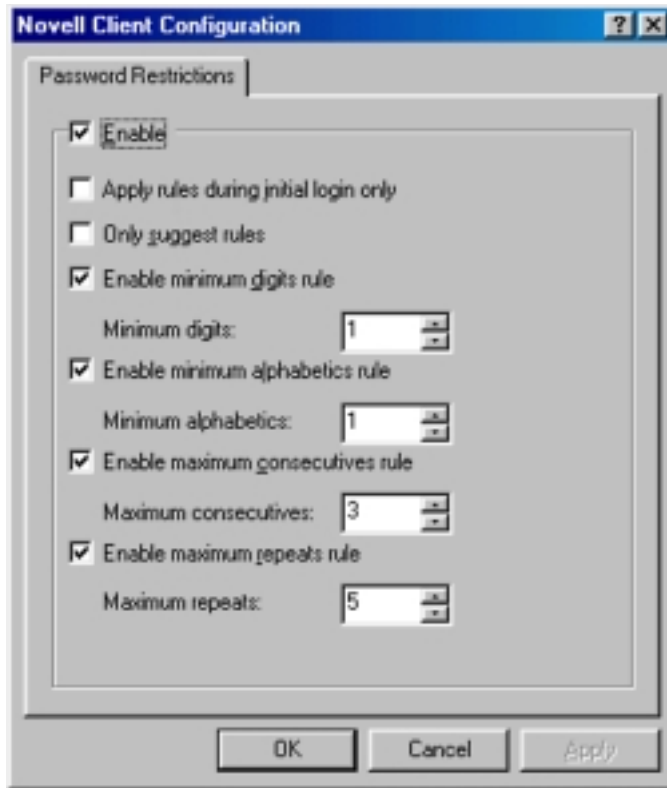 Novell Client Configuration
Password Restrictions
Enable
Apply rules during initial login only
Only suggest rules
Enable minimum digits rule
Minimum digits: 1
Enable minimum alphabetics rule
Minimum alphabetics: 1
Enable maximum consecutives rule
Maximum consecutives: 3
Enable maximum repeats rule
Maximum repeats: 5
OK Cancel Apply